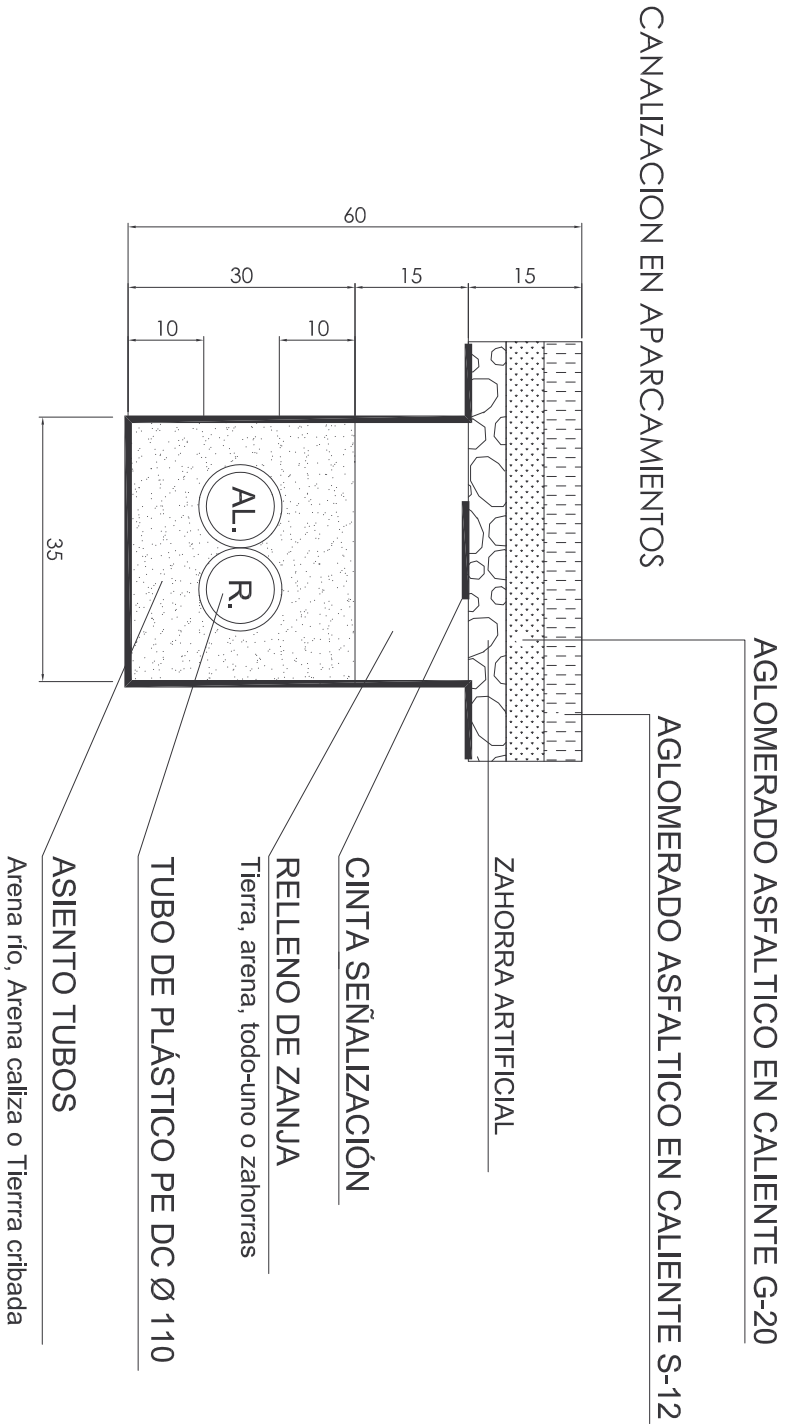 CANALIZACION EN APARCAMIENTOS
AGLOMERADO ASFALTICO EN CALIENTE G-20
AGLOMERADO ASFALTICO EN CALIENTE S-12
ZAHORRA ARTIFICIAL
CINTA SEÑALIZACIÓN
RELLENO DE ZANJA
Tierra, arena, todo-uno o zahorras
TUBO DE PLÁSTICO PE DC Ø 110
ASIENTO TUBOS
Arena río, Arena caliza o Tierrra cribada
60
30
15
15
10
10
AL.
R.
35